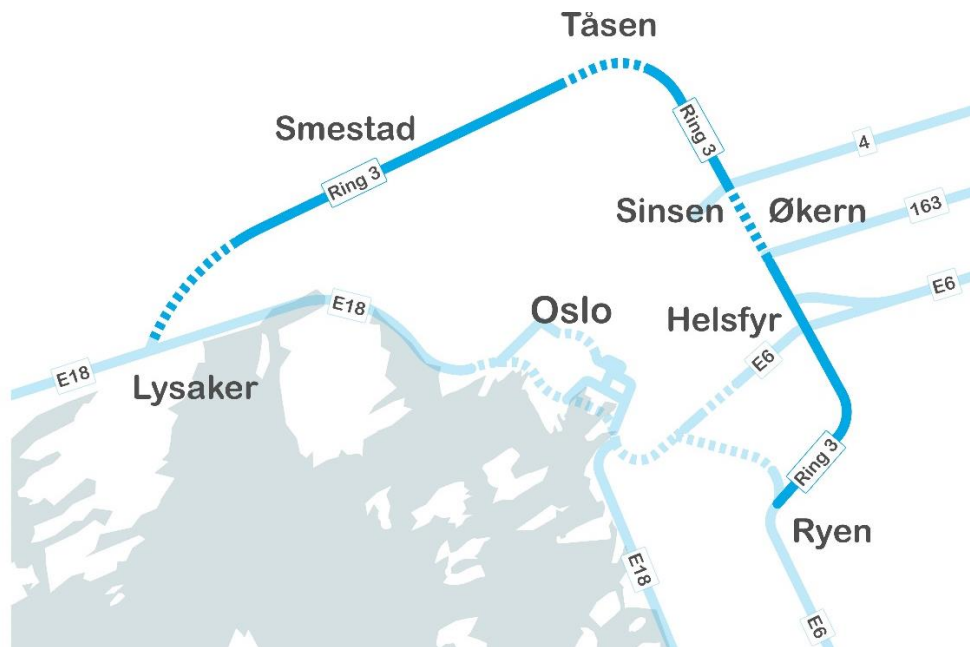 Tåsen
Smestad
Ring 3
Ring 3
4
Sinsen
Økern
163
E18
Oslo
Helsfyr
E6
E6
E18
Lysaker
Ring 3
Ryen
E18
E6